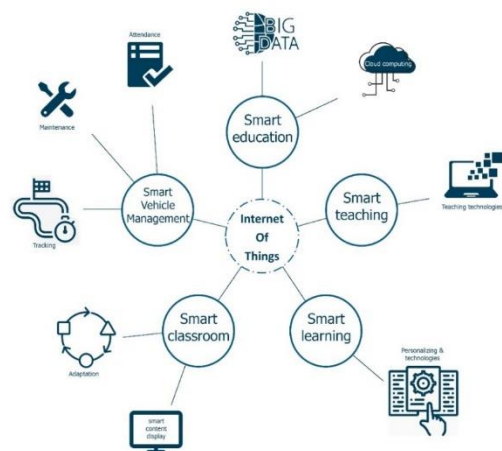 Attendance
BIG
DATA
Cloud computing
Maintenance
Smart
education
Smart
Vehicle
Management
Smart
teaching
Teaching technologies
Internet
Of
Things
Tracking
Smart
classroom
Smart
learning
Adaptation
Personalizing &
technologies
smart
content
display